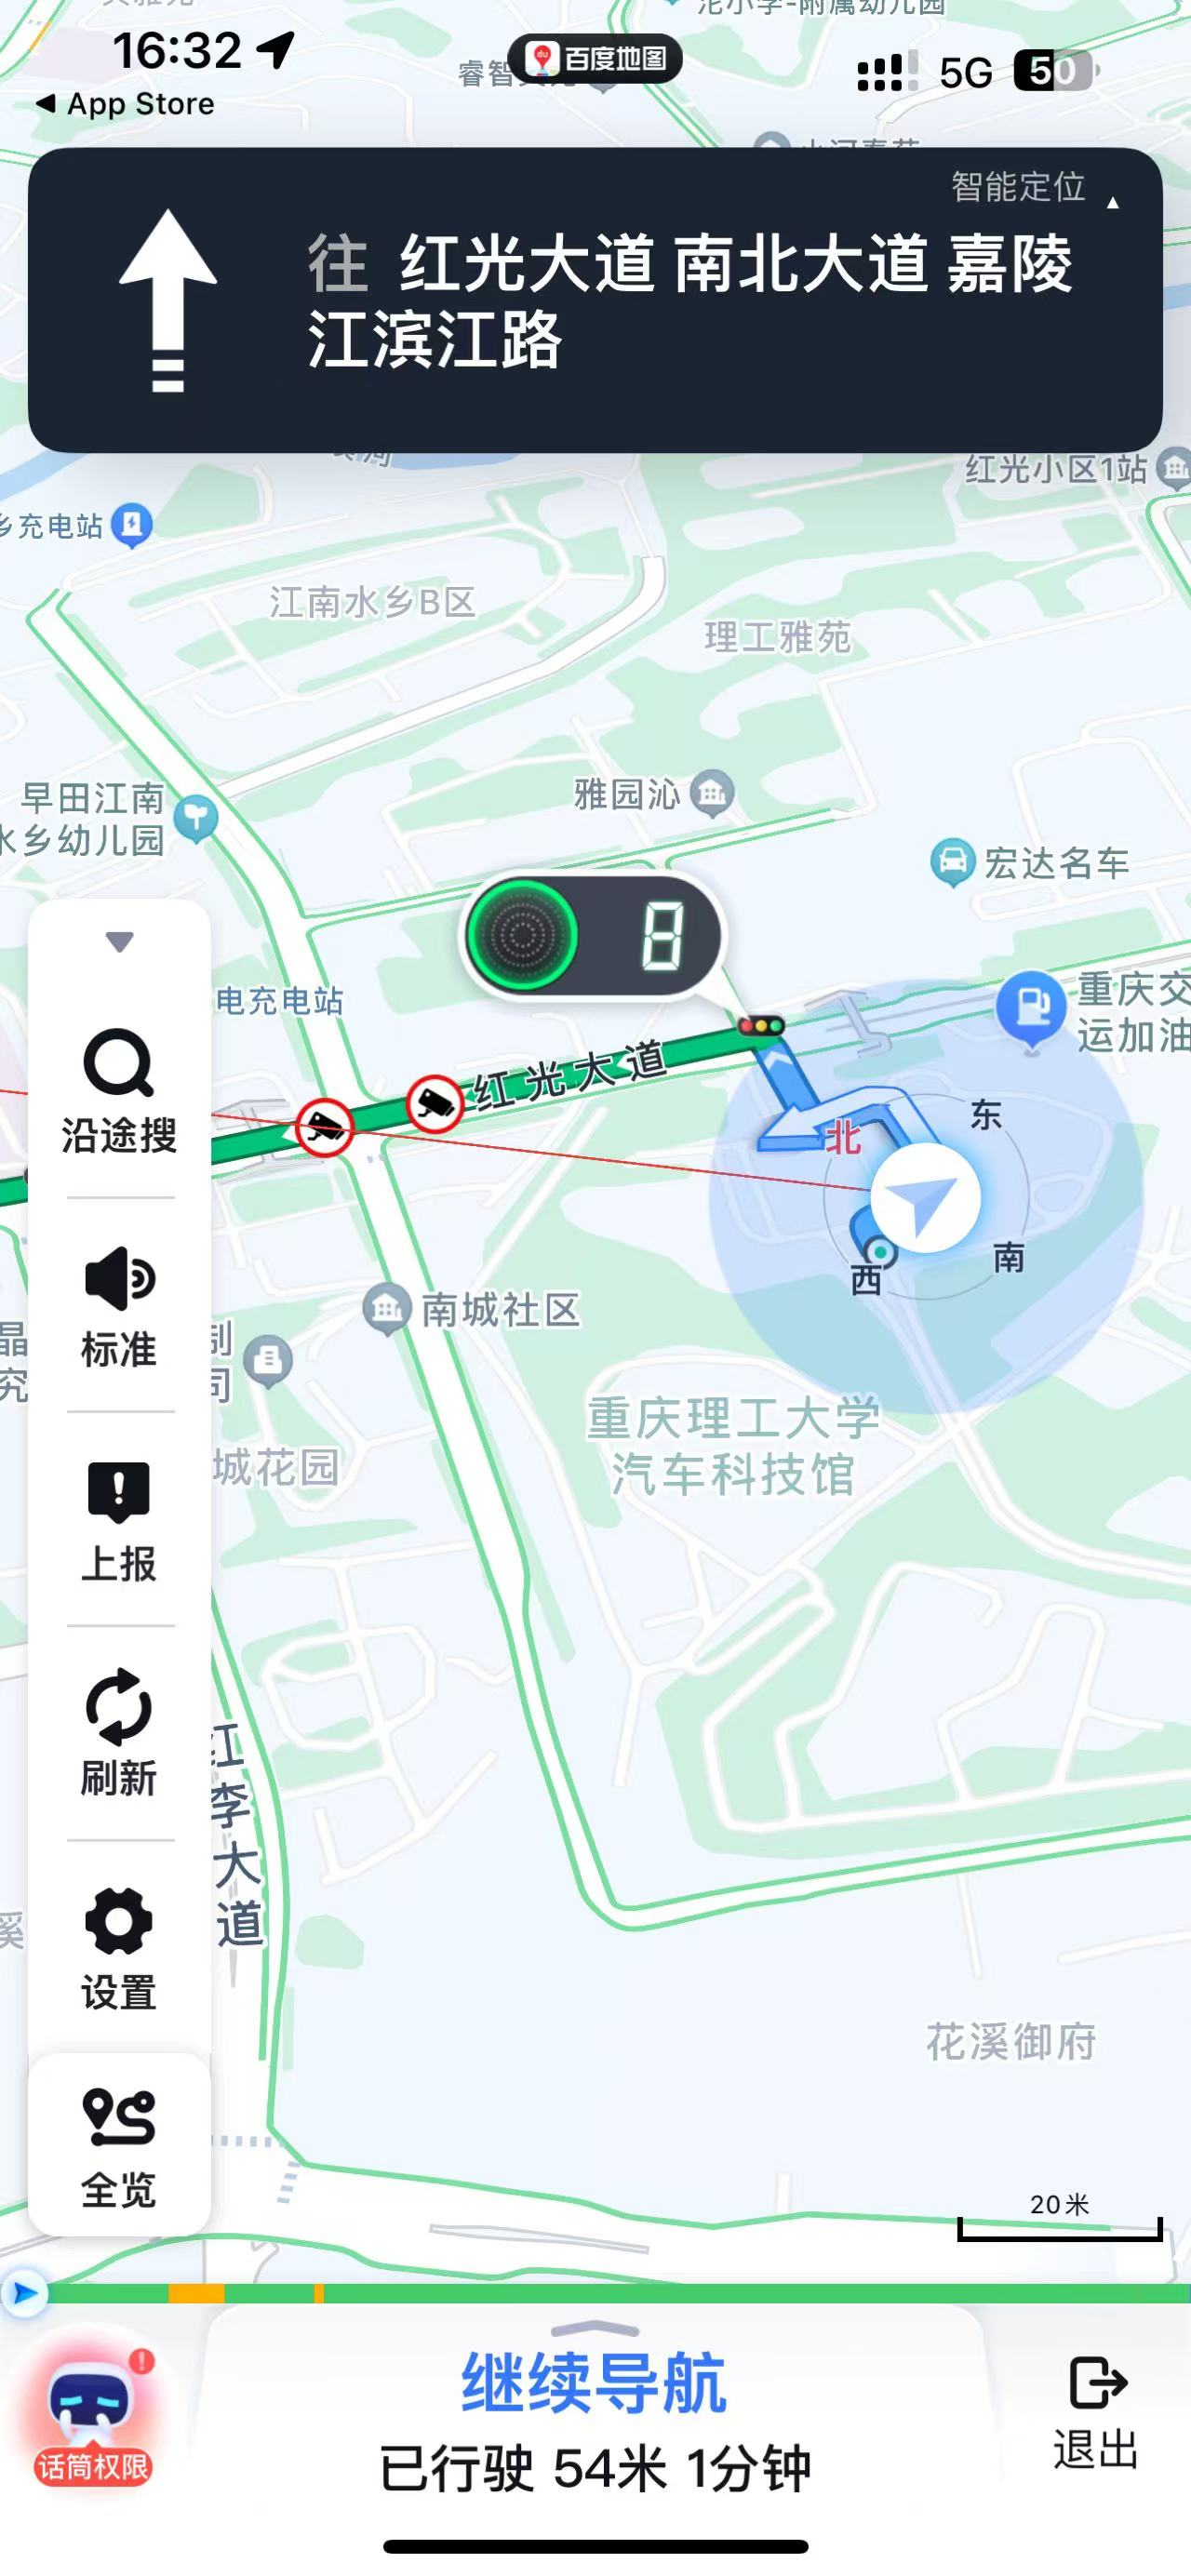 16:32
百度地图
5G
50
App Store
智能定位
往 红光大道 南北大道 嘉陵
江滨江路
红光小区1站
乡充电站
江南水乡B区
理工雅苑
早田江南
水乡幼儿园
雅园沁
宏达名车
8
电充电站
重庆交
运加油
红光大道
沿途搜
东
北
南
西
标准
南城社区
重庆理工大学
汽车科技馆
城花园
上报
刷新
红李大道
设置
花溪御府
全览
20米
继续导航
已行驶 54米 1分钟
话筒权限
退出